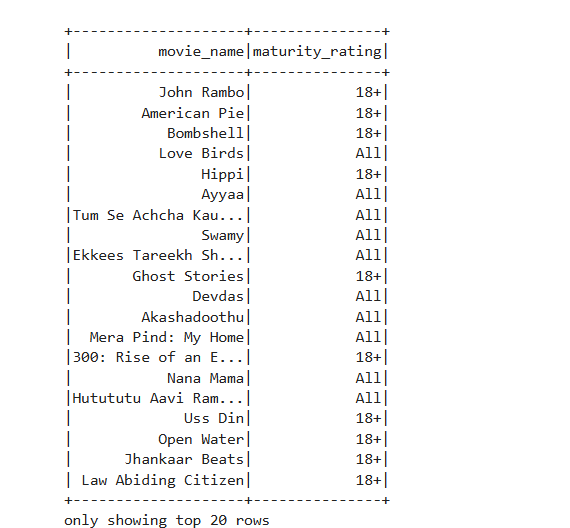 +--------------------+---------------+
|          movie_name|maturity_rating|
+--------------------+---------------+
|          John Rambo|            18+|
|        American Pie|            18+|
|           Bombshell|            18+|
|          Love Birds|            All|
|               Hippi|            18+|
|               Ayyaa|            All|
|Tum Se Achcha Kau...|            All|
|               Swamy|            All|
|Ekkees Tareekh Sh...|            All|
|       Ghost Stories|            18+|
|              Devdas|            All|
|        Akashadoothu|            All|
|  Mera Pind: My Home|            All|
|300: Rise of an E...|            18+|
|           Nana Mama|            All|
|Hutututu Aavi Ram...|            All|
|             Uss Din|            18+|
|          Open Water|            18+|
|      Jhankaar Beats|            18+|
| Law Abiding Citizen|            18+|
+--------------------+---------------+
only showing top 20 rows